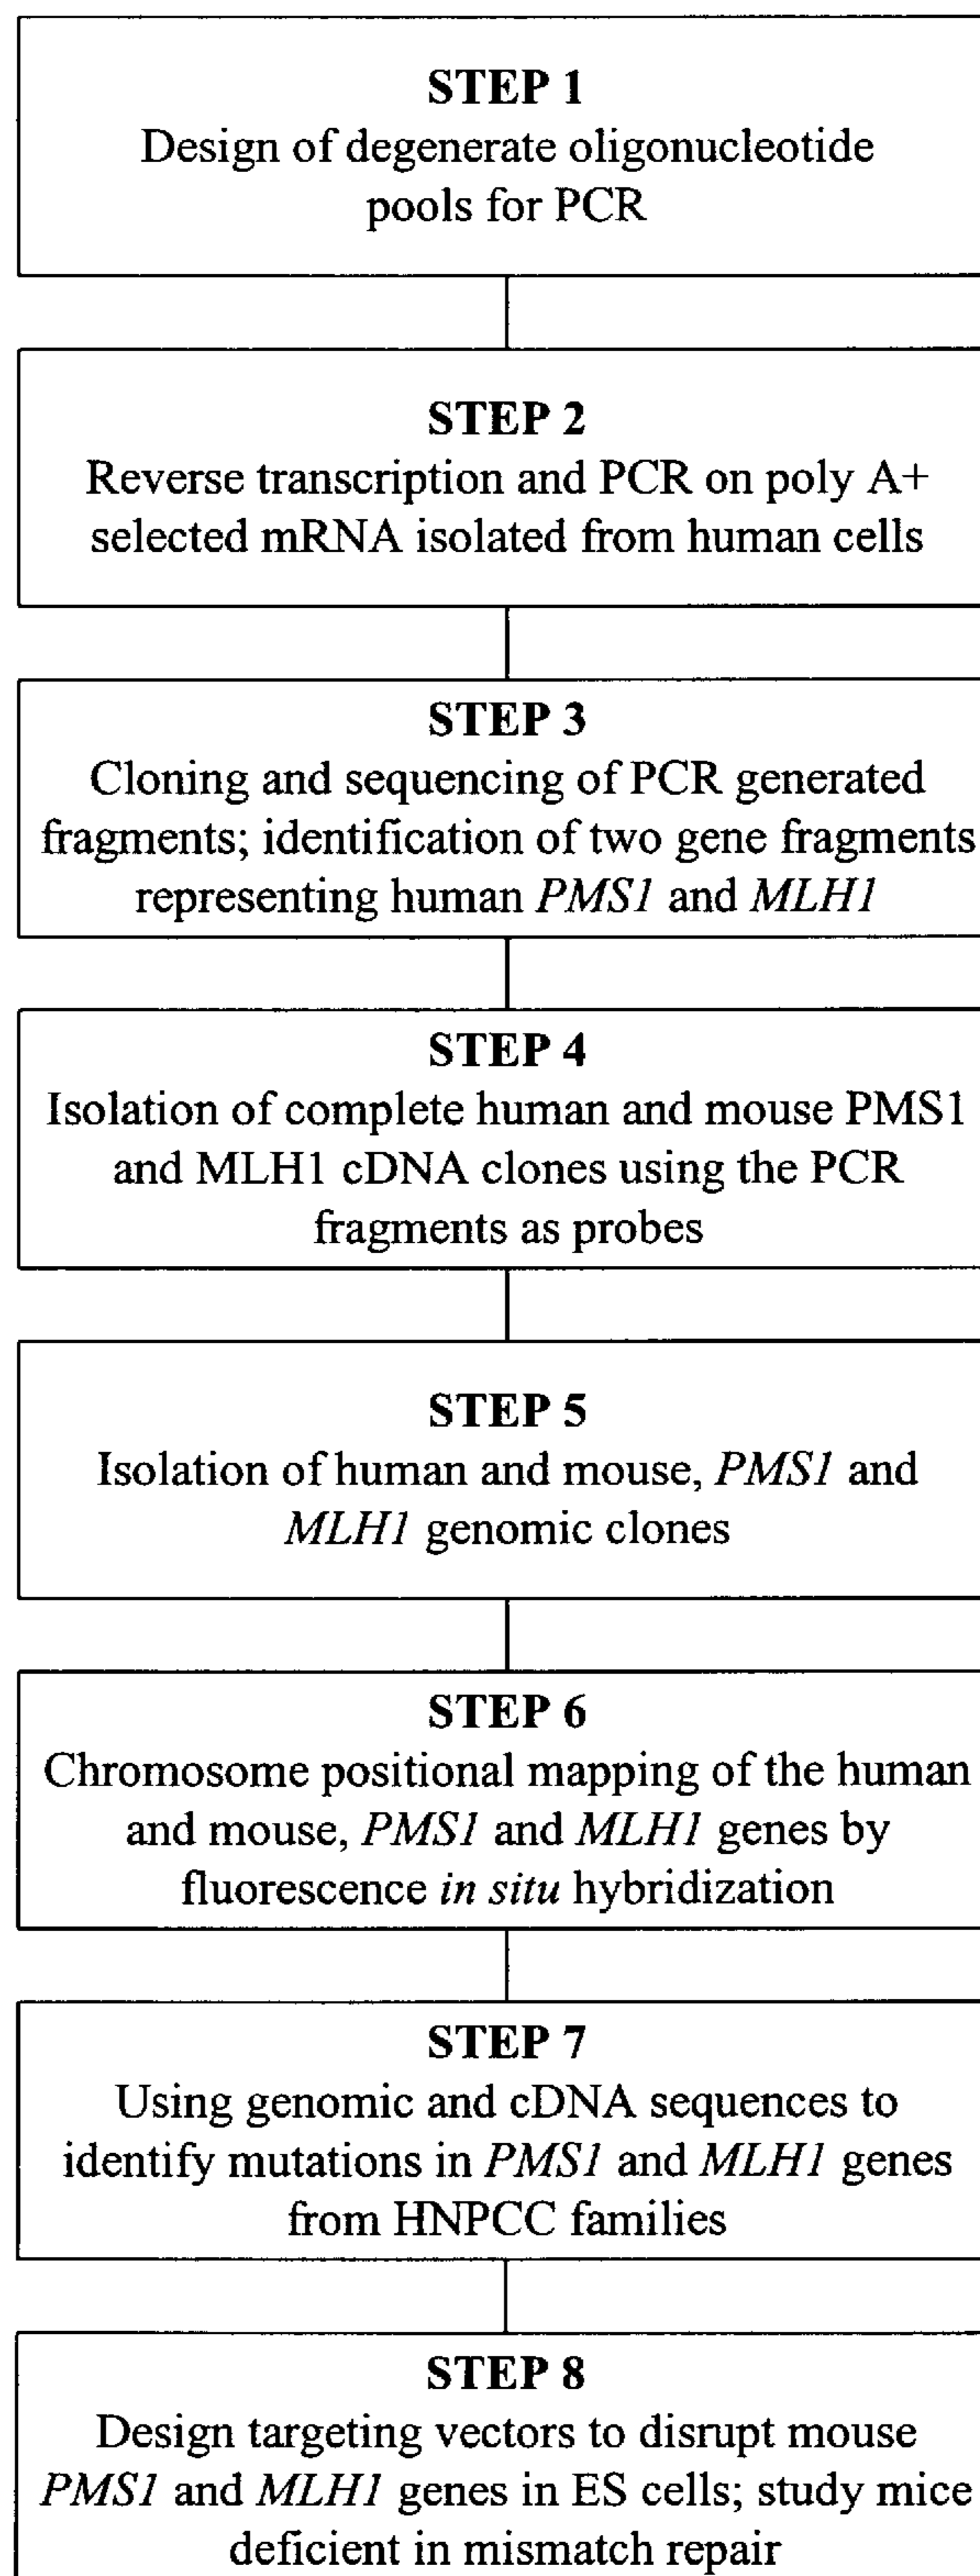 STEP 1
Design of degenerate oligonucleotide
pools for PCR
STEP 2
Reverse transcription and PCR on poly A+
selected mRNA isolated from human cells
STEP 3
Cloning and sequencing of PCR generated
fragments; identification of two gene fragments
representing human PMS1 and MLH1
STEP 4
Isolation of complete human and mouse PMS1
and MLH1 cDNA clones using the PCR
fragments as probes
STEP 5
Isolation of human and mouse, PMS1 and
MLH1 genomic clones
STEP 6
Chromosome positional mapping of the human
and mouse, PMS1 and MLH1 genes by
fluorescence in situ hybridization
STEP 7
Using genomic and cDNA sequences to
identify mutations in PMS1 and MLH1 genes
from HNPCC families
STEP 8
Design targeting vectors to disrupt mouse
PMS1 and MLH1 genes in ES cells; study mice
deficient in mismatch repair